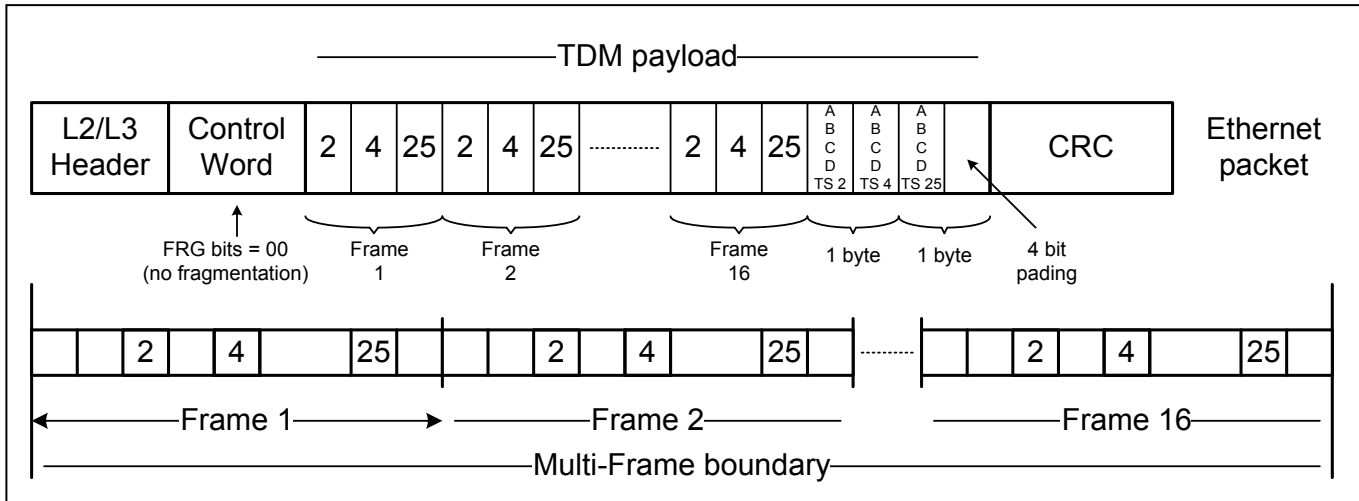 TDM payload
L2/L3 Header
Control Word
2 4 25 2 4 25 2 4 25
A B C D TS 2
A B C D TS 4
A B C D TS 25
CRC
Ethernet packet
FRG bits = 00
(no fragmentation)
Frame 1
Frame 2
Frame 16
1 byte
1 byte
4 bit pading
2 4 25 2 4 25 2 4 25
Frame 1
Frame 2
Frame 16
Multi-Frame boundary